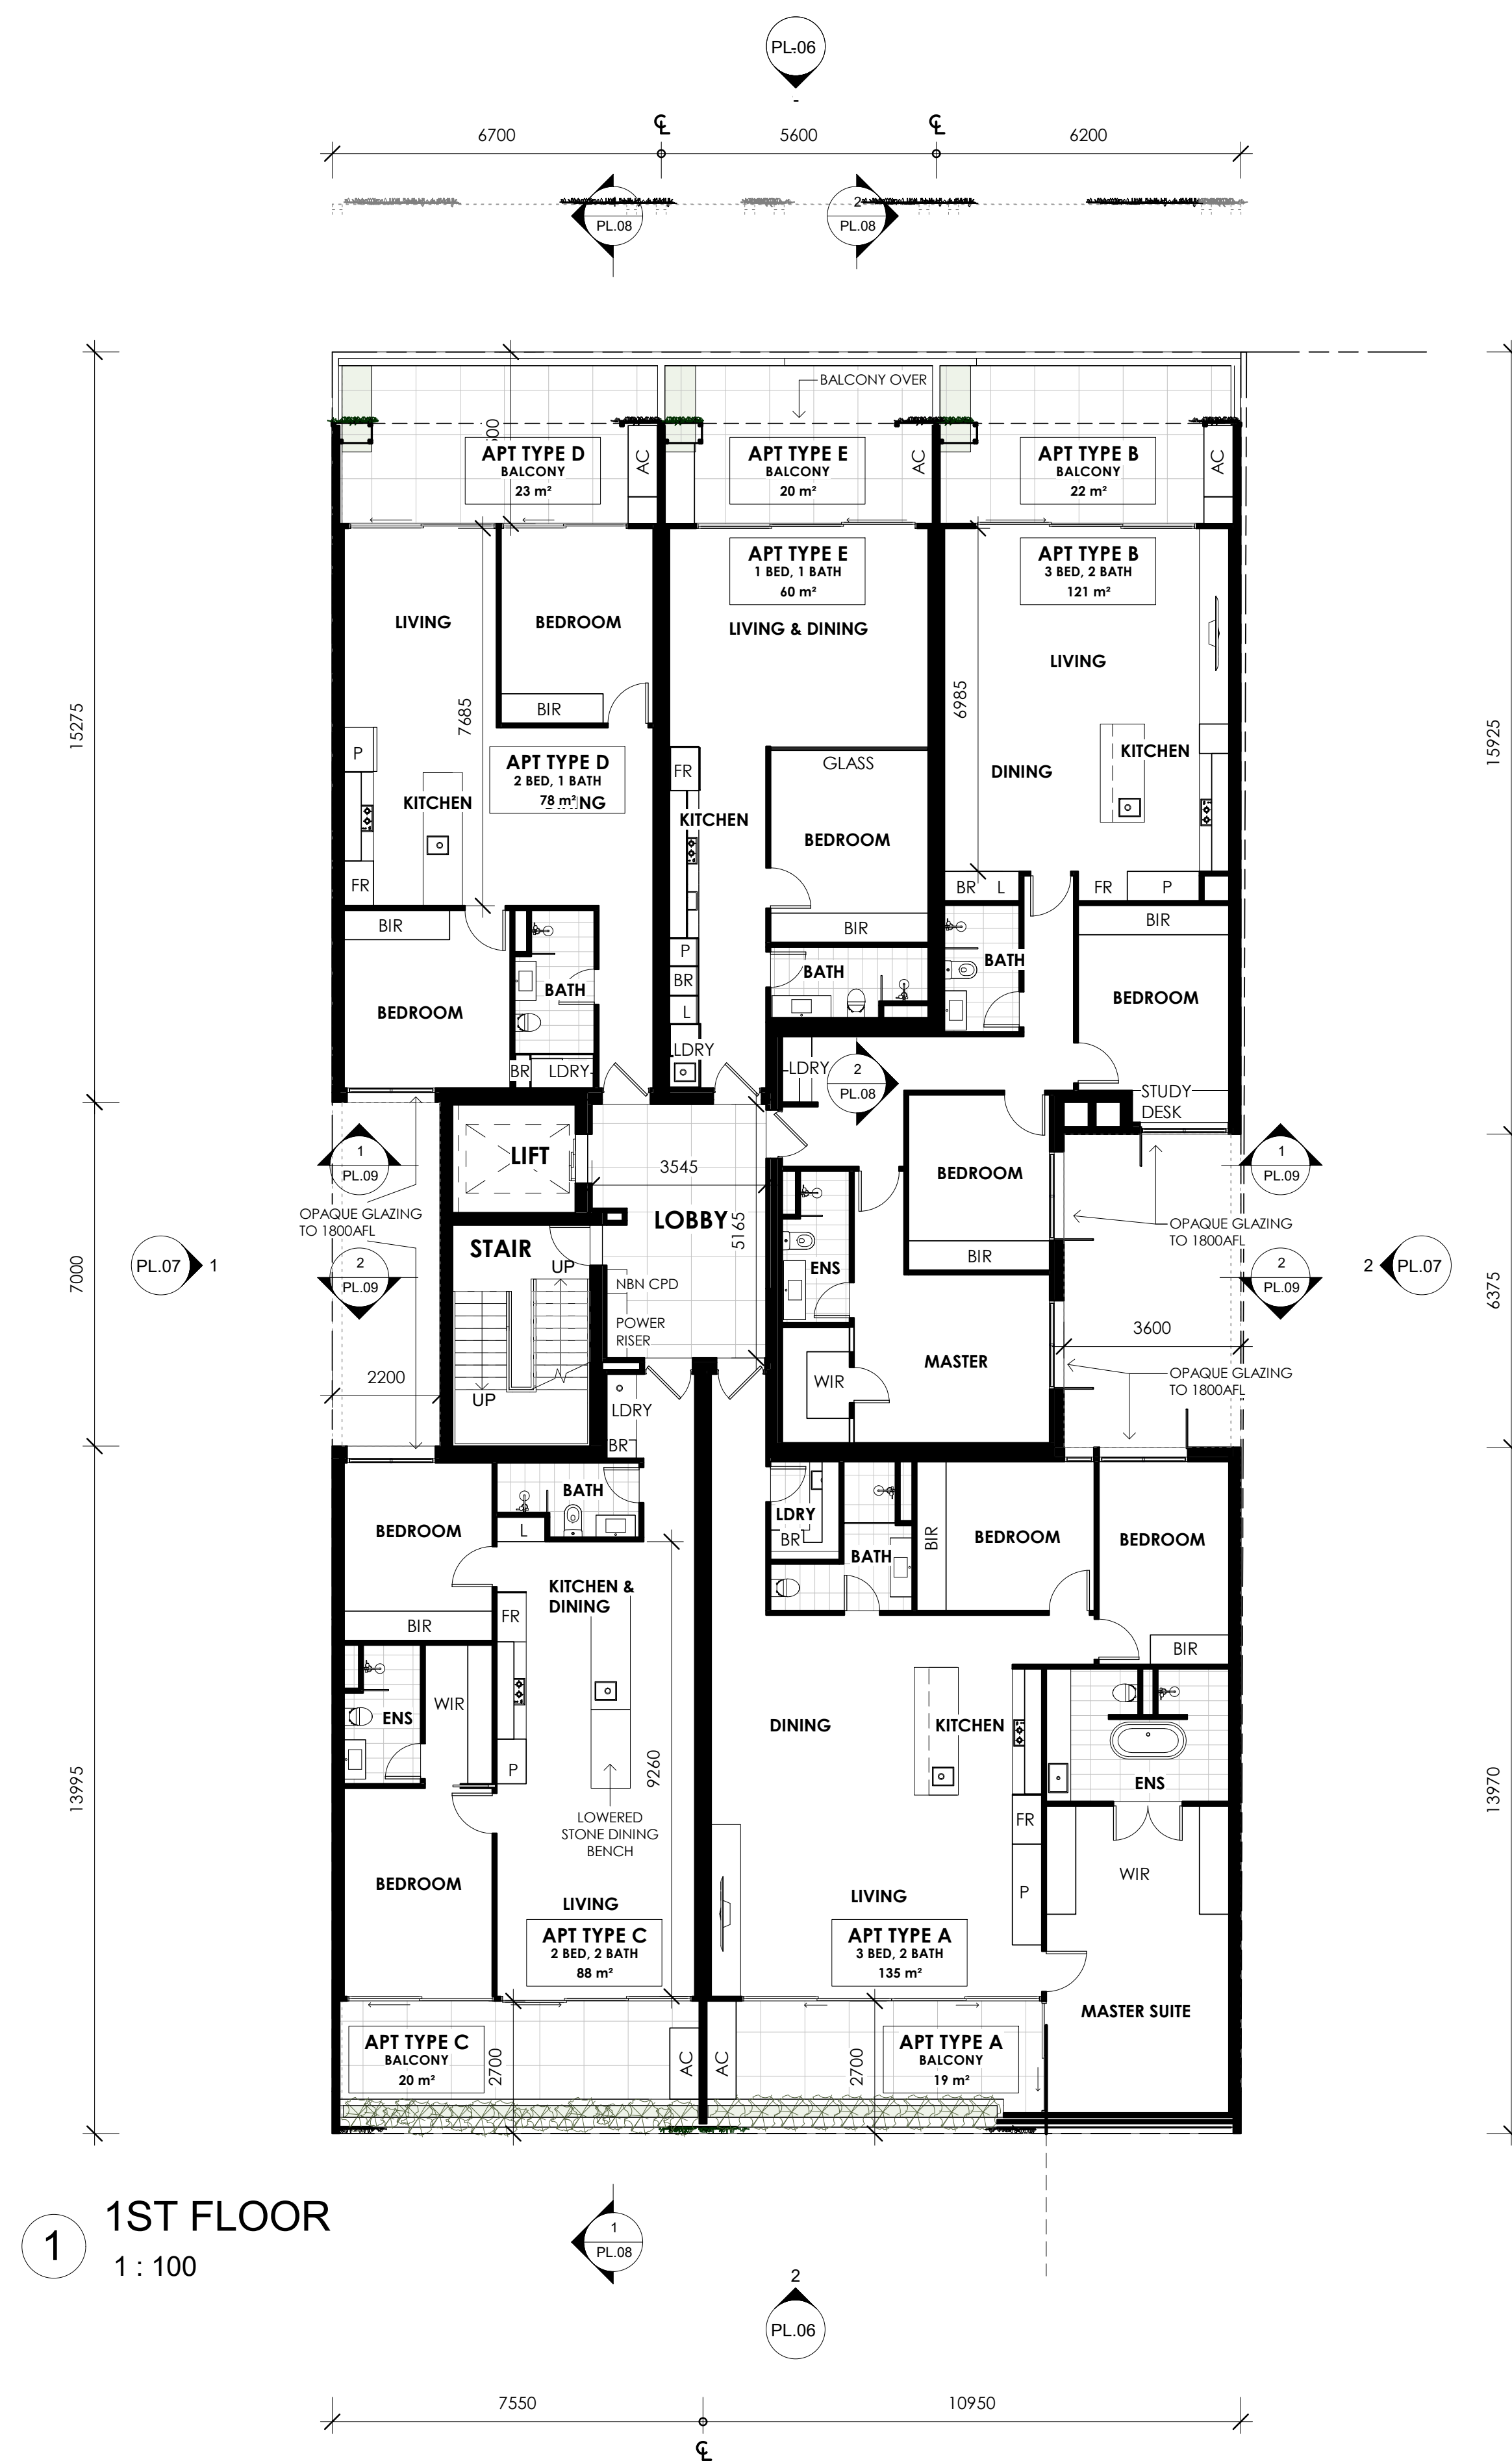 PL-06
-
6700
5600
6200
PL.08
2
PL.08
BALCONY OVER
APT TYPE D
BALCONY
23 m²
AC
APT TYPE E
BALCONY
20 m²
AC
APT TYPE B
BALCONY
22 m²
AC
APT TYPE E
1 BED, 1 BATH
60 m²
APT TYPE B
3 BED, 2 BATH
121 m²
LIVING
BEDROOM
LIVING & DINING
LIVING
BIR
7685
6985
15275
15925
P
APT TYPE D
2 BED, 1 BATH
78 m²
KITCHEN
FR
GLASS
DINING
KITCHEN
KITCHEN
BEDROOM
FR
BR
L
FR
P
BIR
BIR
BIR
P
BATH
BATH
BR
BATH
BEDROOM
BEDROOM
L
LDRY
BR
LDRY
LDRY
2
PL.08
STUDY
DESK
LIFT
3545
BEDROOM
1
PL.09
1
PL.09
OPAQUE GLAZING
TO 1800AFL
LOBBY
5165
OPAQUE GLAZING
TO 1800AFL
STAIR
UP
BIR
PL.07
1
2
PL.09
ENS
NBN CPD
2
PL.09
2
PL.07
7000
6375
POWER
RISER
3600
MASTER
2200
WIR
OPAQUE GLAZING
TO 1800AFL
UP
LDRY
BR
BATH
LDRY
BR
BEDROOM
L
BIR
BEDROOM
BEDROOM
BATH
KITCHEN &
DINING
FR
BIR
BIR
WIR
ENS
DINING
KITCHEN
P
9260
ENS
13995
13970
LOWERED
STONE DINING
BENCH
FR
WIR
BEDROOM
P
LIVING
LIVING
APT TYPE C
2 BED, 2 BATH
88 m²
APT TYPE A
3 BED, 2 BATH
135 m²
MASTER SUITE
APT TYPE C
BALCONY
20 m²
2700
AC
AC
2700
APT TYPE A
BALCONY
19 m²
1
1ST FLOOR
1 : 100
1
PL.08
2
PL.06
7550
10950